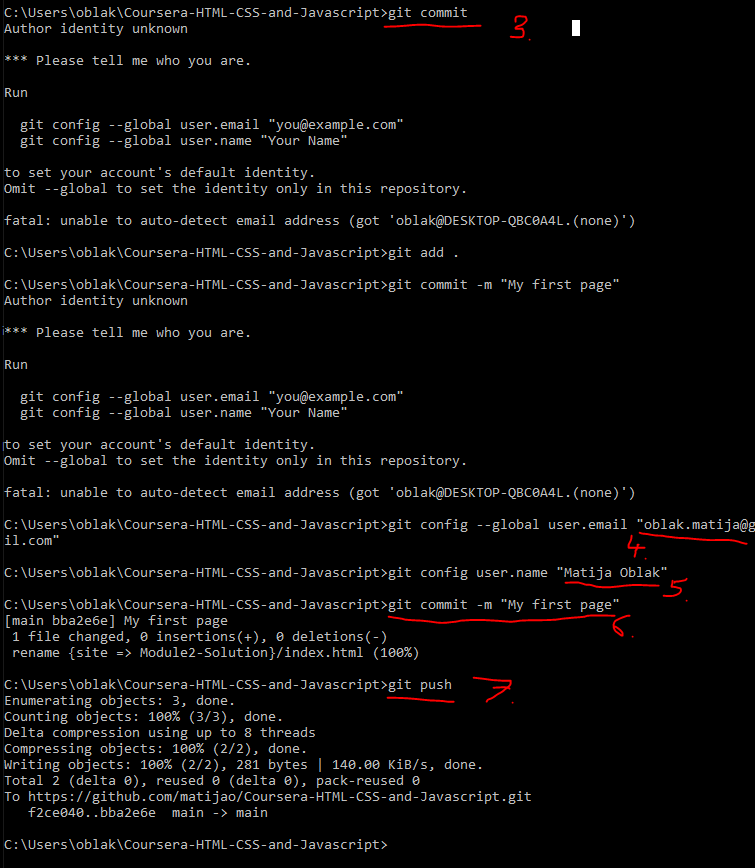 C:\Users\oblak\Coursera-HTML-CSS-and-Javascript>git commit 3.
Author identity unknown
*** Please tell me who you are.
Run
git config --global user.email "you@example.com"
git config --global user.name "Your Name"
to set your account's default identity.
Omit --global to set the identity only in this repository.
fatal: unable to auto-detect email address (got 'oblak@DESKTOP-QBC0A4L.(none)')
C:\Users\oblak\Coursera-HTML-CSS-and-Javascript>git add .
C:\Users\oblak\Coursera-HTML-CSS-and-Javascript>git commit -m "My first page"
Author identity unknown
*** Please tell me who you are.
Run
git config --global user.email "you@example.com"
git config --global user.name "Your Name"
to set your account's default identity.
Omit --global to set the identity only in this repository.
fatal: unable to auto-detect email address (got 'oblak@DESKTOP-QBC0A4L.(none)')
C:\Users\oblak\Coursera-HTML-CSS-and-Javascript>git config --global user.email "oblak.matija@g
il.com"
4.
C:\Users\oblak\Coursera-HTML-CSS-and-Javascript>git config user.name "Matija Oblak"
5.
C:\Users\oblak\Coursera-HTML-CSS-and-Javascript>git commit -m "My first page"
[main bba2e6e] My first page
6.
1 file changed, 0 insertions(+), 0 deletions(-)
rename {site => Module2-Solution}/index.html (100%)
C:\Users\oblak\Coursera-HTML-CSS-and-Javascript>git push 7.
Enumerating objects: 3, done.
Counting objects: 100% (3/3), done.
Delta compression using up to 8 threads
Compressing objects: 100% (2/2), done.
Writing objects: 100% (2/2), 281 bytes | 140.00 KiB/s, done.
Total 2 (delta 0), reused 0 (delta 0), pack-reused 0
To https://github.com/matijao/Coursera-HTML-CSS-and-Javascript.git
f2ce040..bba2e6e main -> main
C:\Users\oblak\Coursera-HTML-CSS-and-Javascript>